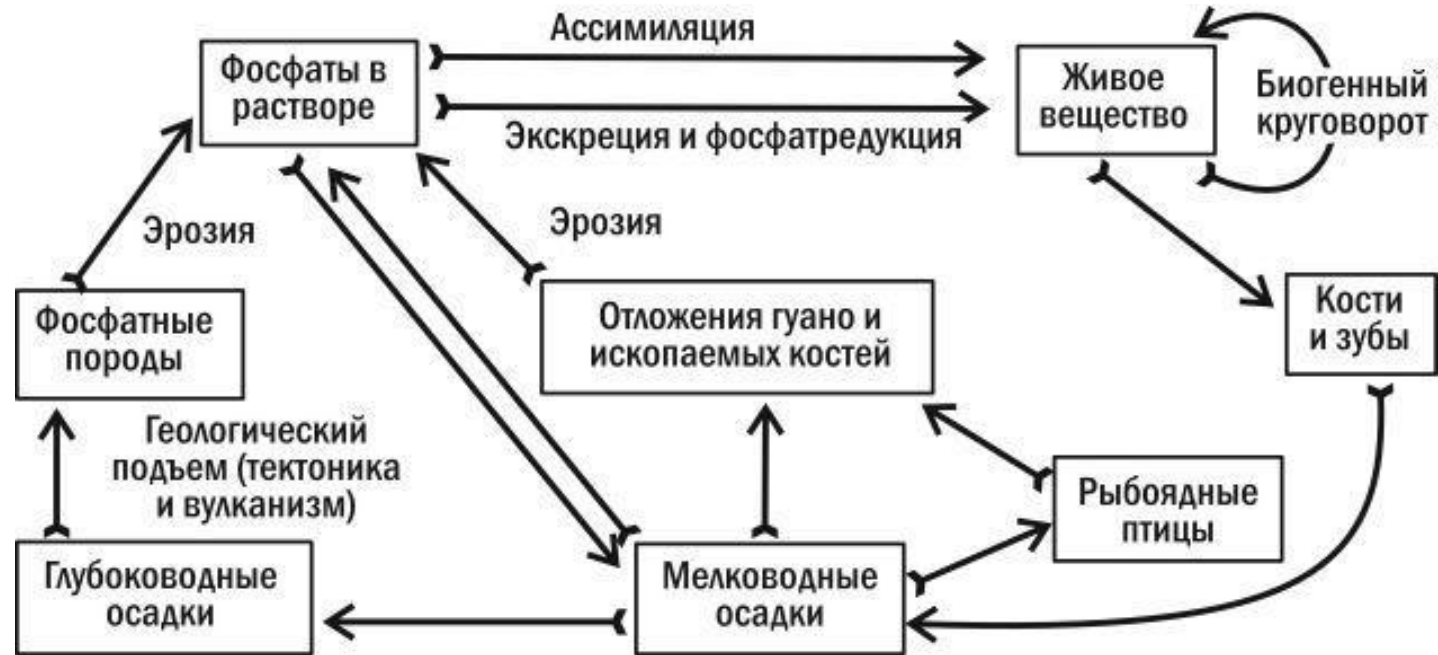 Ассимиляция
Фосфаты в
растворе
Живое
вещество
Биогенный
круговорот
Экскреция и фосфатредукция
Эрозия
Эрозия
Фосфатные
породы
Отложения гуано и
ископаемых костей
Кости
и зубы
Геологический
подъем (тектоника
и вулканизм)
Рыбоядные
птицы
Глубоководные
осадки
Мелководные
осадки